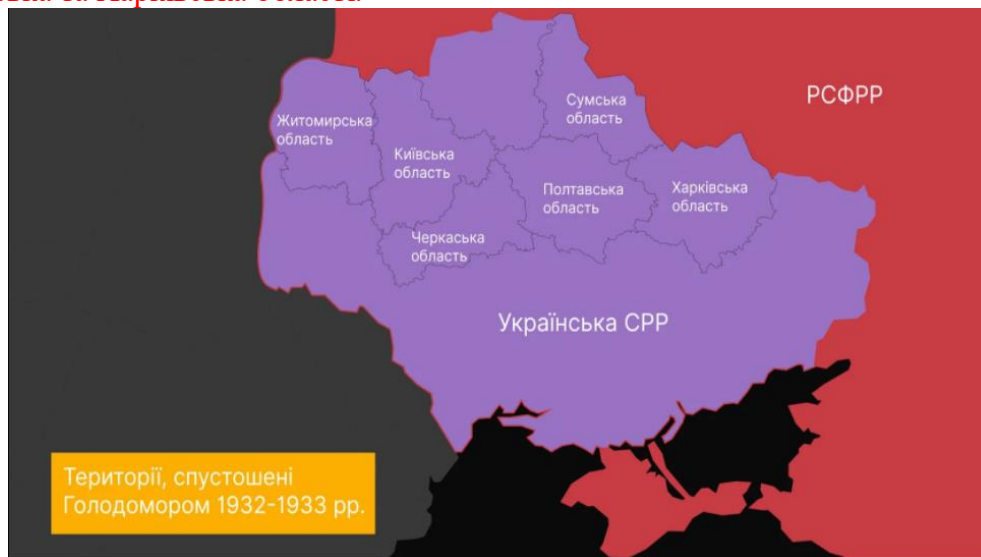 РСФРР
Сумська
область
Житомирська
область
Київська
область
Полтавська
область
Харківська
область
Черкаська
область
Українська СРР
Території, спустошені
Голодомором 1932-1933 рр.